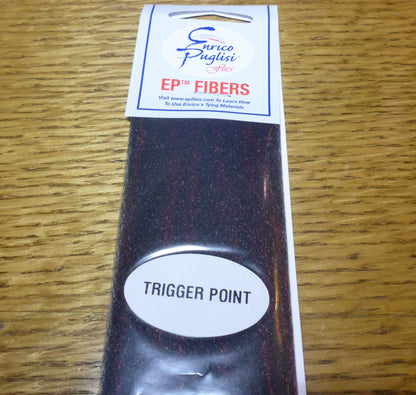 Enrico
Puglisi
flies
EP™ FIBERS
Visit www.epflies.com To Learn How
To Use Enrico's Tying Materials
TRIGGER POINT